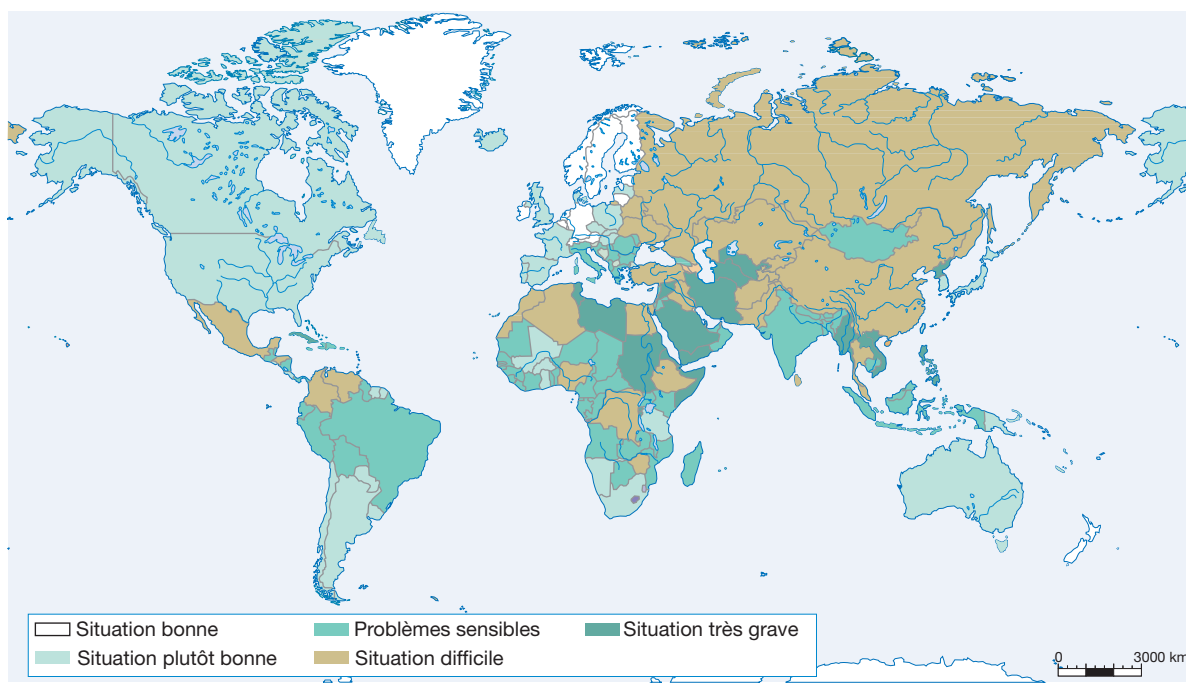 Situation bonne
Situation plutôt bonne
Problèmes sensibles
Situation difficile
Situation très grave
0 3000 km